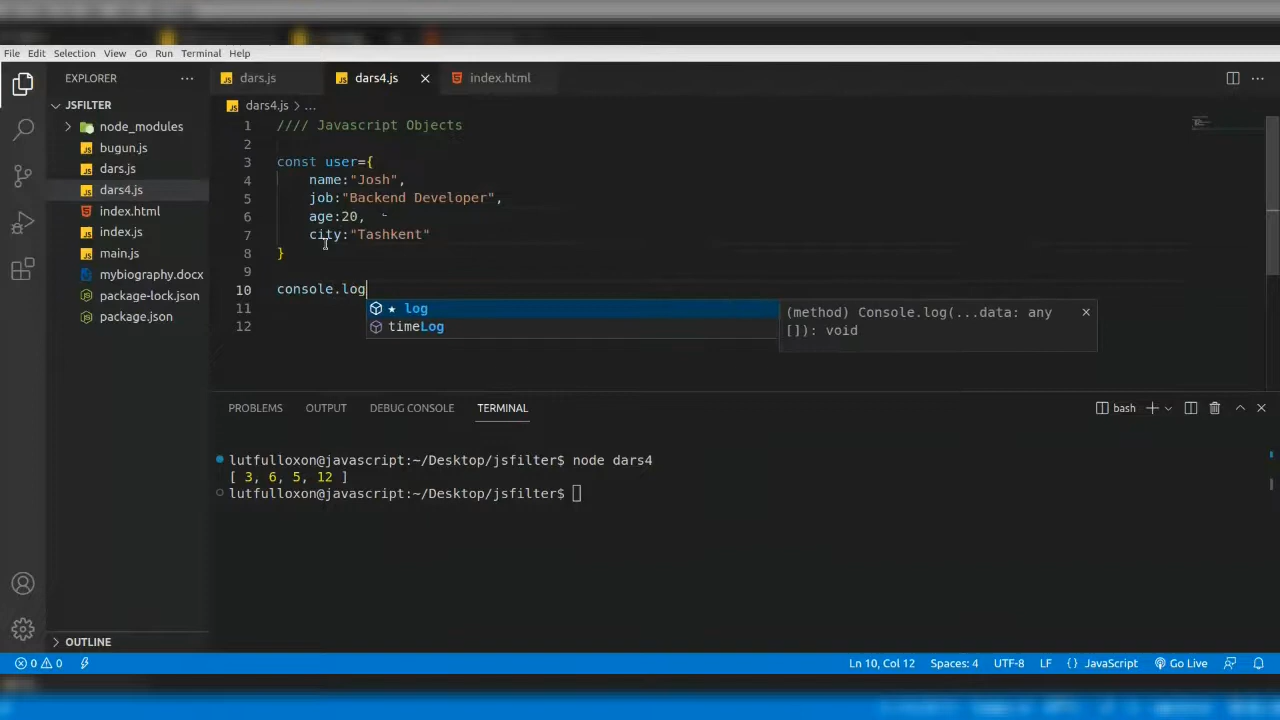 File Edit Selection View Go Run Terminal Help
EXPLORER ...
dars.js dars4.js index.html
JSFILTER
dars4.js > ...
node_modules
bugun.js
dars.js
dars4.js
index.html
index.js
main.js
mybiography.docx
package-lock.json
package.json
OUTLINE
1 //// Javascript Objects
2
3 const user={
4 name:"Josh",
5 job:"Backend Developer",
6 age:20,
7 city:"Tashkent"
8 }
9
10 console.log
11
12
log
timeLog
(method) Console.log(...data: any
[]): void
PROBLEMS OUTPUT DEBUG CONSOLE TERMINAL
bash
lutfulloxon@javascript:~/Desktop/jsfilter$ node dars4
[ 3, 6, 5, 12 ]
lutfulloxon@javascript:~/Desktop/jsfilter$
0 0 Ln 10, Col 12 Spaces: 4 UTF-8 LF {} JavaScript Go Live